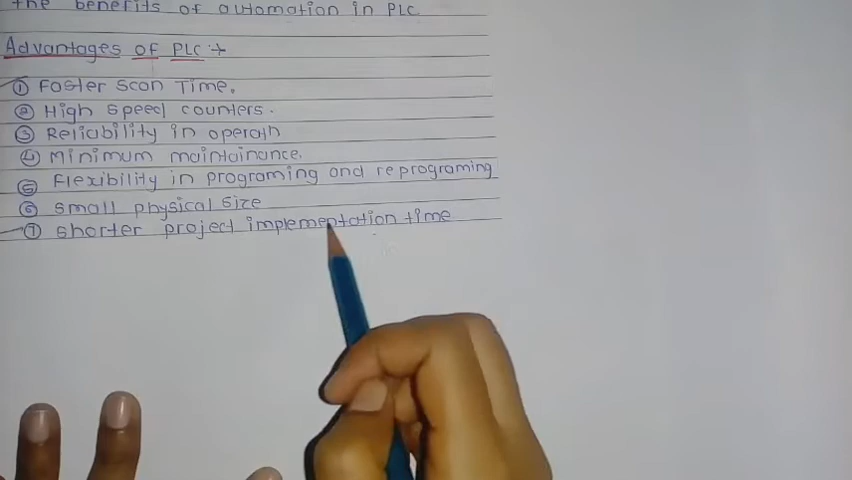 the benefits of automation in PLC
Advantages of PLC :-
① Faster scan Time.
② High speed counters.
③ Reliability in operath
④ Minimum maintainance.
⑤ Flexibility in programing and reprograming
⑥ small physical size
⑦ shorter project implementation time